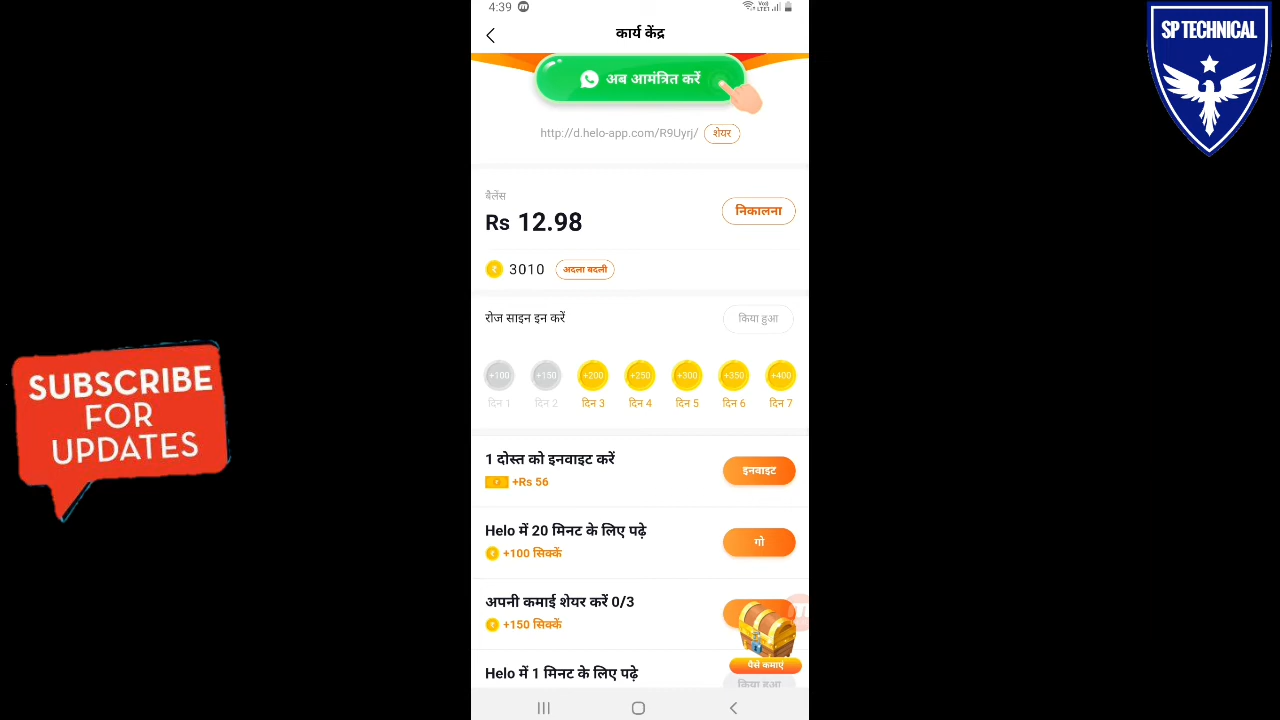 4:39
कार्य केंद्र
SP TECHNICAL
अब आमंत्रित करें
http://d.helo-app.com/R9Uyrj/ शेयर
बैलेंस
Rs 12.98 निकालना
3010 अदला बदली
रोज साइन इन करें किया हुआ
+100 +150 +200 +250 +300 +350 +400
दिन 1 दिन 2 दिन 3 दिन 4 दिन 5 दिन 6 दिन 7
SUBSCRIBE
FOR
UPDATES
1 दोस्त को इनवाइट करें
+Rs 56
इनवाइट
Helo में 20 मिनट के लिए पढ़े
+100 सिक्कें
गो
अपनी कमाई शेयर करें 0/3
+150 सिक्कें
पैसे कमाएं
Helo में 1 मिनट के लिए पढ़े
किया हुआ